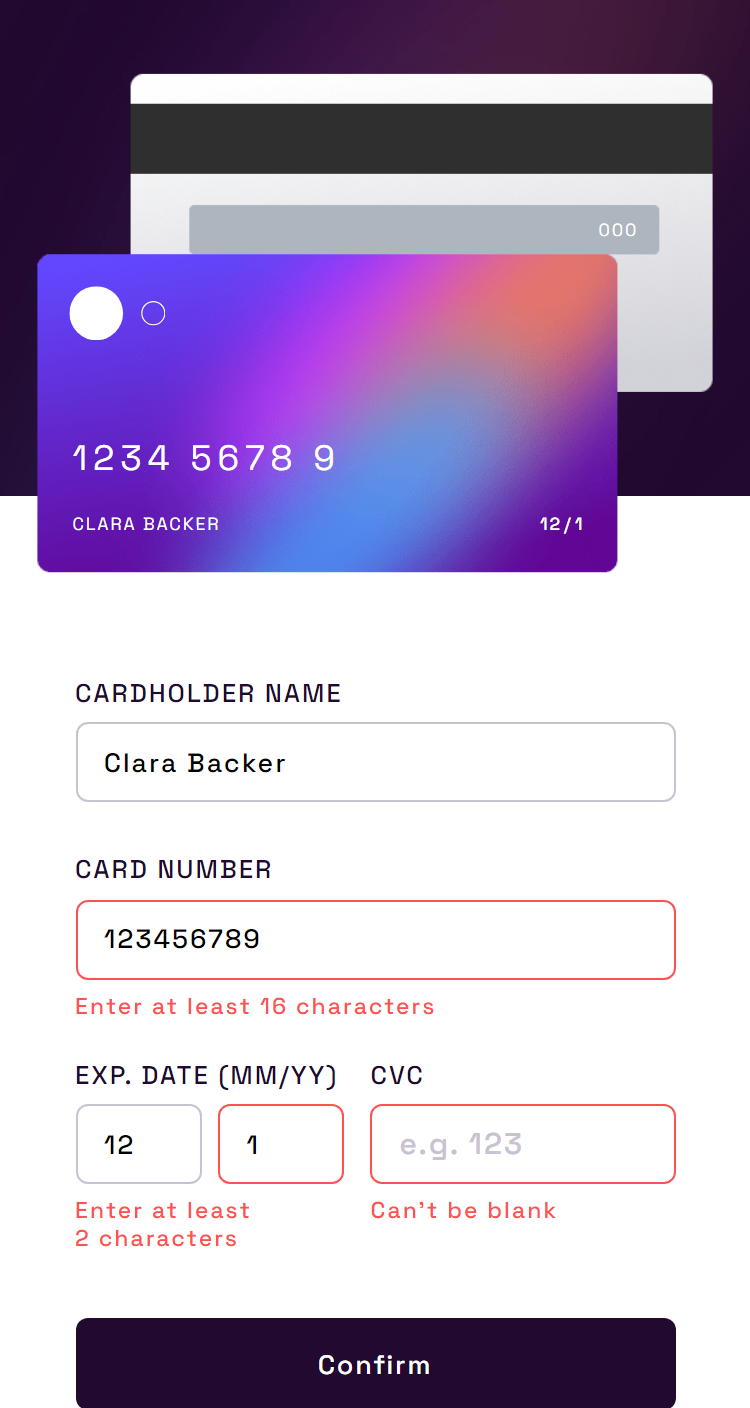 000
1234 5678 9
CLARA BACKER 12/1
CARDHOLDER NAME
Clara Backer
CARD NUMBER
123456789
Enter at least 16 characters
EXP. DATE (MM/YY) CVC
12 1 e.g. 123
Enter at least Can't be blank
2 characters
Confirm